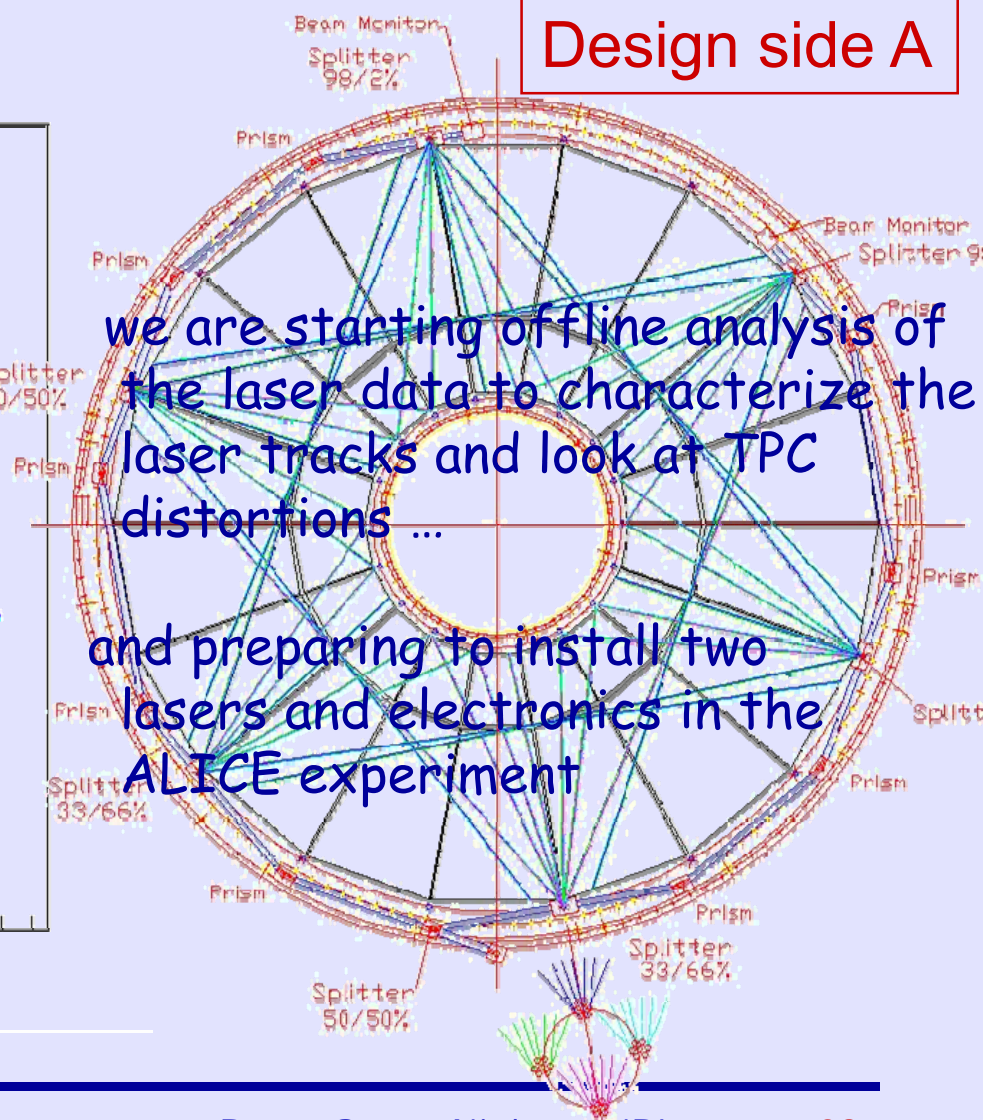 Beam Monitor
Splitter
98/2%
Design side A
Prism
Beam Monitor
Prism
Prism
we are starting offline analysis of
the laser data to characterize the
laser tracks and look at TPC
distortions ...
Prism
Prism
and preparing to install two
lasers and electronics in the
ALICE experiment
Prism
Prism
33/66%
Prism
Prism
Splitter
33/66%
Splitter
50/50%